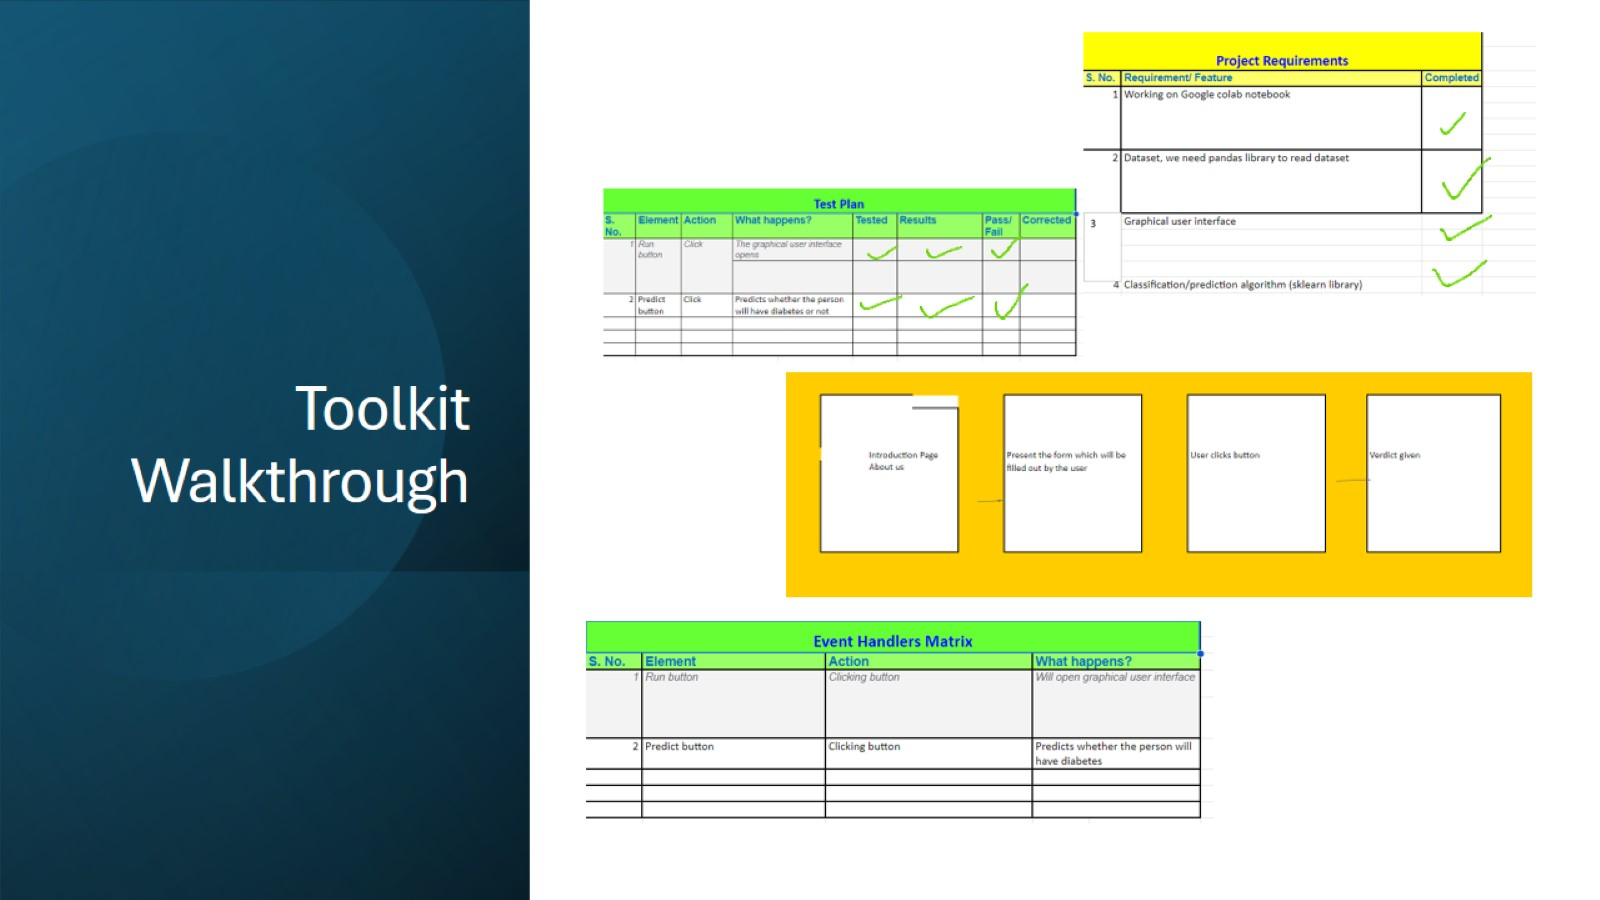 Toolkit
Walkthrough
Project Requirements
S. No. Requirement/ Feature Completed
1 Working on Google colab notebook
2 Dataset, we need pandas library to read dataset
3 Graphical user interface
4 Classification/prediction algorithm (sklearn library)
Test Plan
S. No. Element Action What happens? Tested Results Pass/ Fail Corrected
1 Run button Click The graphical user interface opens
2 Predict button Click Predicts whether the person will have diabetes or not
Introduction Page
About us
Present the form which will be
filled out by the user
User clicks button
Verdict given
Event Handlers Matrix
S. No. Element Action What happens?
1 Run button Clicking button Will open graphical user interface
2 Predict button Clicking button Predicts whether the person will
have diabetes